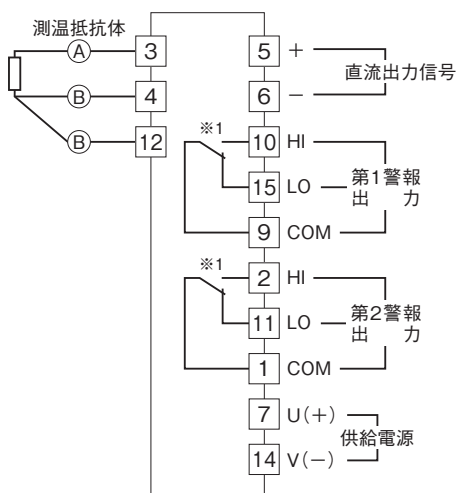 測温抵抗体
A 3
B 4
B 12
5 +
直流出力信号
6 −
※1
10 HI
15 LO
第1警報
出 力
9 COM
※1
2 HI
11 LO
第2警報
出 力
1 COM
7 U(+)
供給電源
14 V(−)